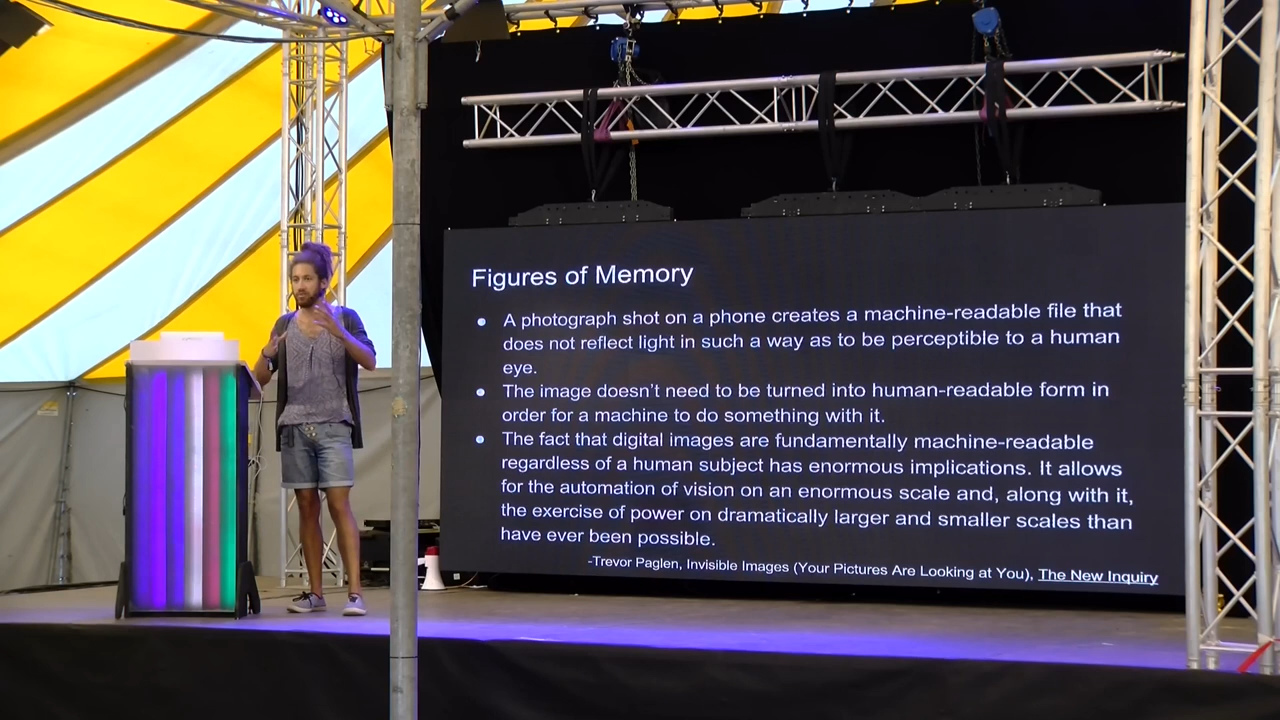 Figures of Memory
A photograph shot on a phone creates a machine-readable file that
does not reflect light in such a way as to be perceptible to a human
eye.
The image doesn't need to be turned into human-readable form in
order for a machine to do something with it.
The fact that digital images are fundamentally machine-readable
regardless of a human subject has enormous implications. It allows
for the automation of vision on an enormous scale and, along with it,
the exercise of power on dramatically larger and smaller scales than
have ever been possible.
-Trevor Paglen, Invisible Images (Your Pictures Are Looking at You), The New Inquiry